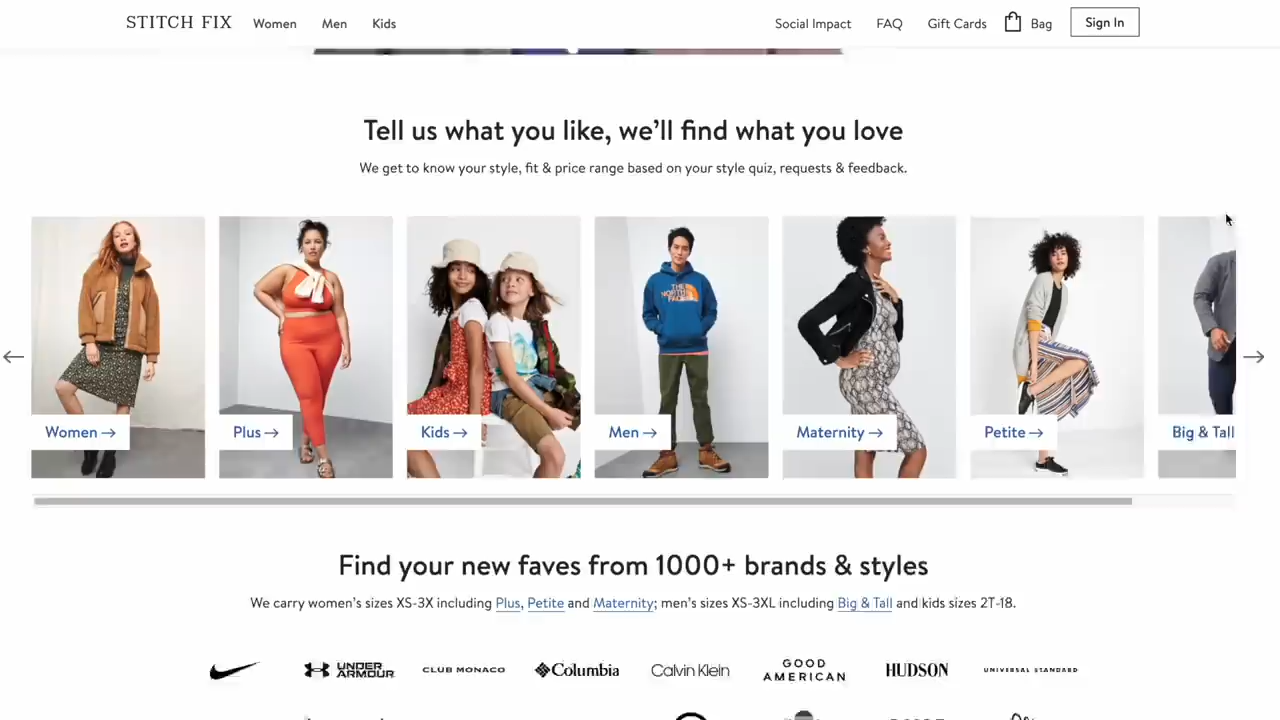 STITCH FIX Women Men Kids Social Impact FAQ Gift Cards Bag Sign In
Tell us what you like, we'll find what you love
We get to know your style, fit & price range based on your style quiz, requests & feedback.
THE NORTH FACE
Women → Plus → Kids → Men → Maternity → Petite → Big & Tall
Find your new faves from 1000+ brands & styles
We carry women's sizes XS-3X including Plus, Petite and Maternity; men's sizes XS-3XL including Big & Tall and kids sizes 2T-18.
UNDER ARMOUR CLUB MONACO Columbia Calvin Klein GOOD AMERICAN HUDSON UNIVERSAL STANDARD